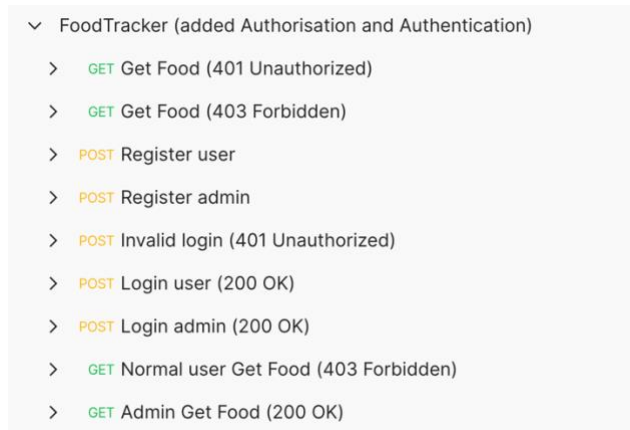 FoodTracker (added Authorisation and Authentication)
GET Get Food (401 Unauthorized)
GET Get Food (403 Forbidden)
POST Register user
POST Register admin
POST Invalid login (401 Unauthorized)
POST Login user (200 OK)
POST Login admin (200 OK)
GET Normal user Get Food (403 Forbidden)
GET Admin Get Food (200 OK)